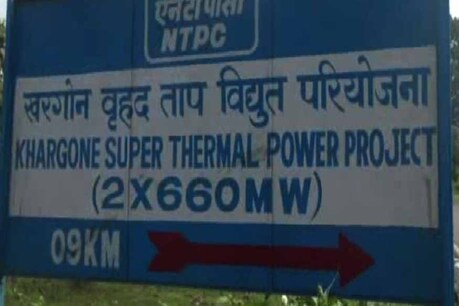 एनटीपीसी
NTPC
खरगोन वृहद ताप विद्युत परियोजना
KHARGONE SUPER THERMAL POWER PROJECT
(2X660MW)
09KM